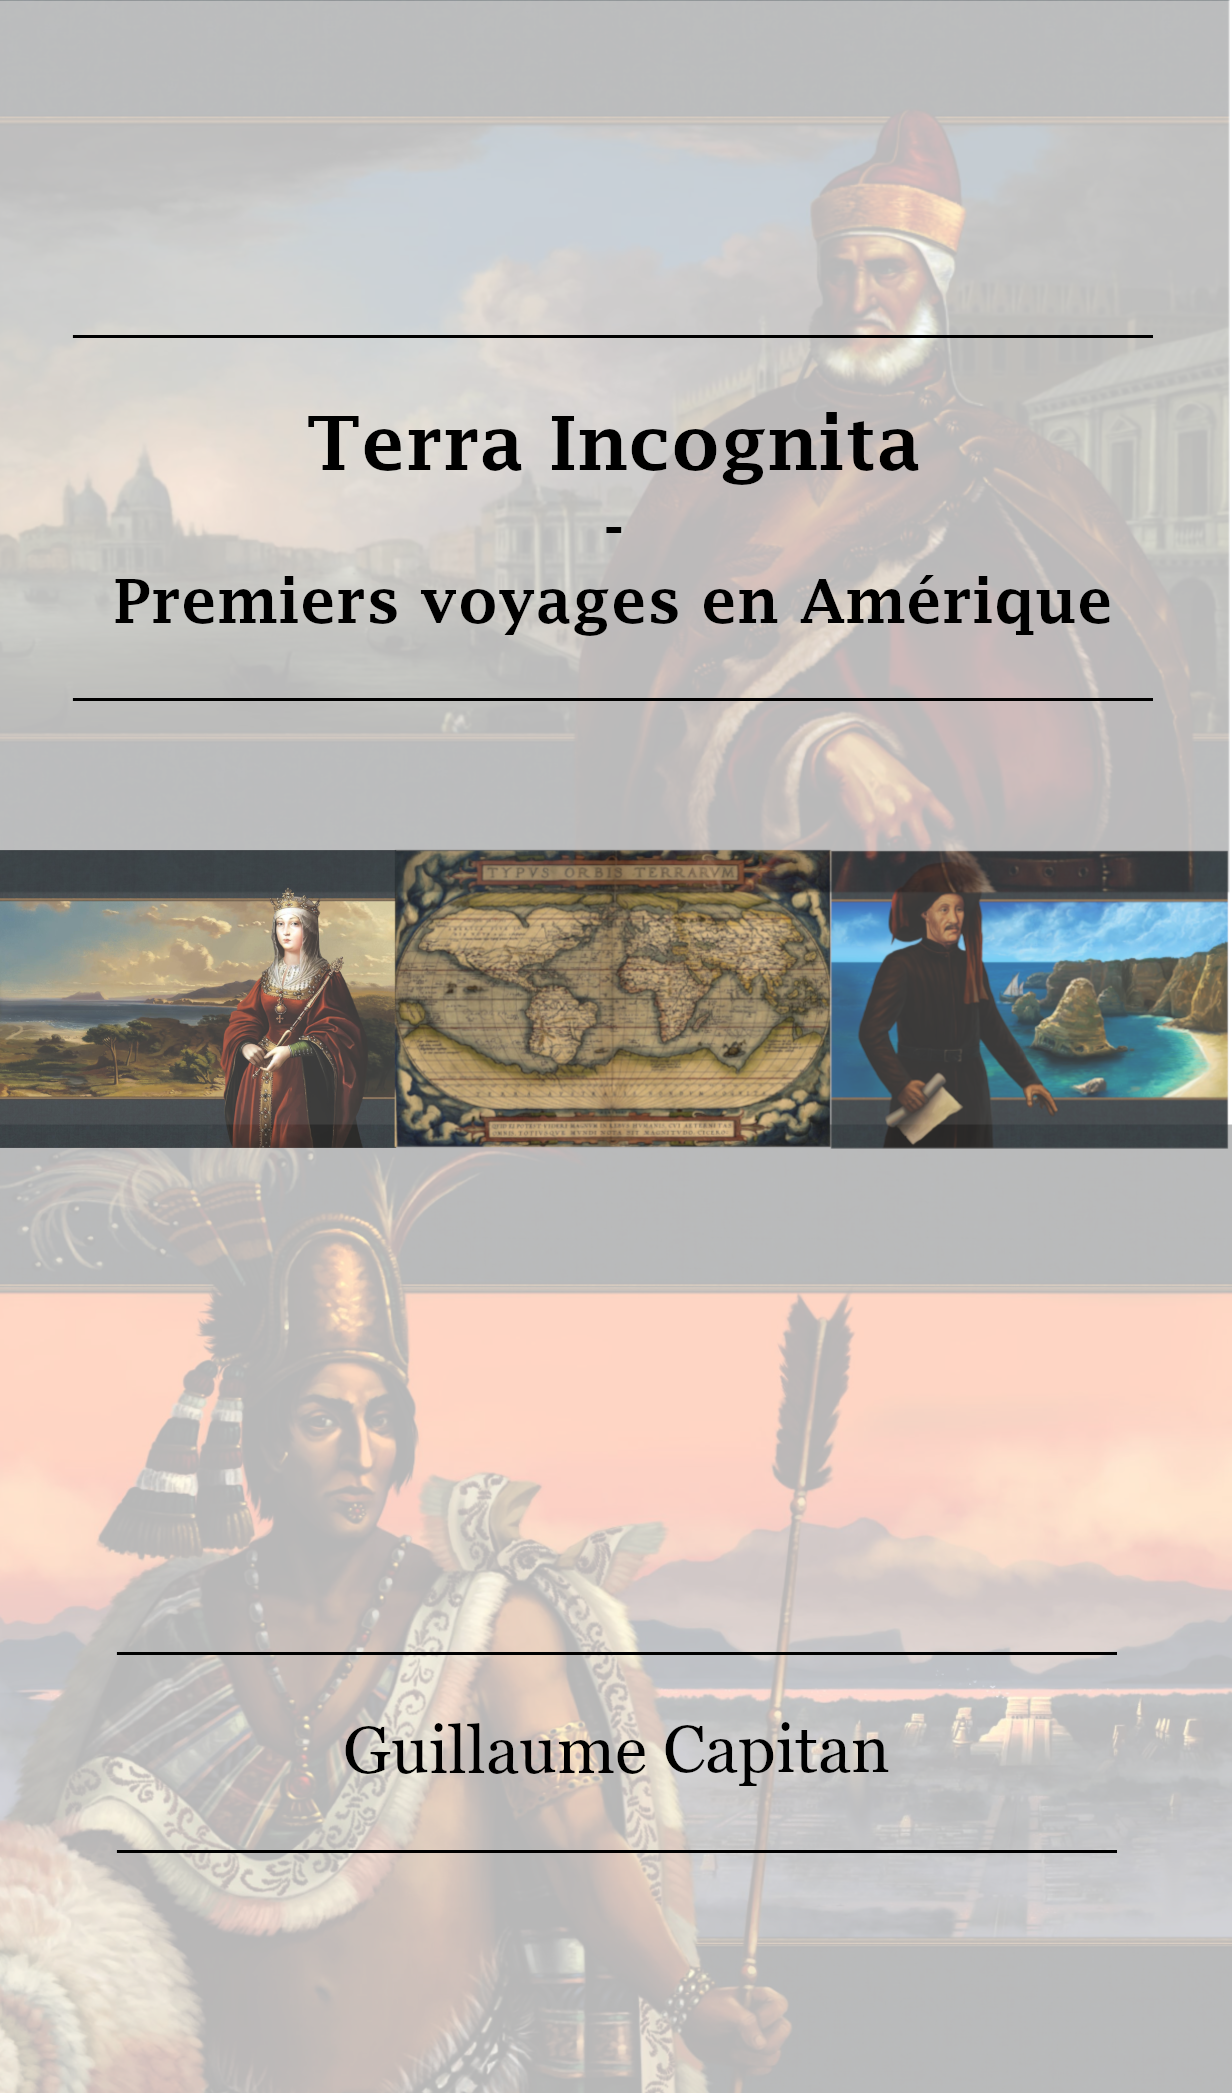 Terra Incognita
-
Premiers voyages en Amérique
TYPVS ORBIS TERRARVM
Guillaume Capitan